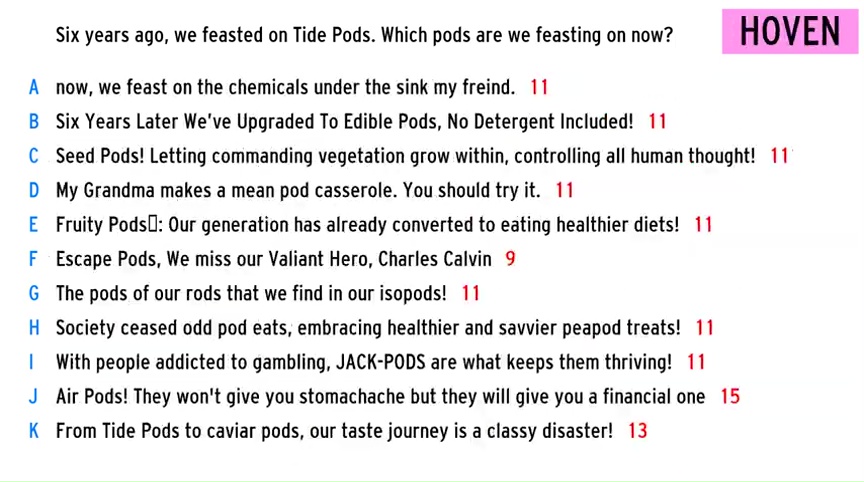 Six years ago, we feasted on Tide Pods. Which pods are we feasting on now?
HOVEN
A now, we feast on the chemicals under the sink my freind. 11
B Six Years Later We've Upgraded To Edible Pods, No Detergent Included! 11
C Seed Pods! Letting commanding vegetation grow within, controlling all human thought! 11
D My Grandma makes a mean pod casserole. You should try it. 11
E Fruity Pods▯: Our generation has already converted to eating healthier diets! 11
F Escape Pods, We miss our Valiant Hero, Charles Calvin 9
G The pods of our rods that we find in our isopods! 11
H Society ceased odd pod eats, embracing healthier and savvier peapod treats! 11
I With people addicted to gambling, JACK-PODS are what keeps them thriving! 11
J Air Pods! They won't give you stomachache but they will give you a financial one 15
K From Tide Pods to caviar pods, our taste journey is a classy disaster! 13